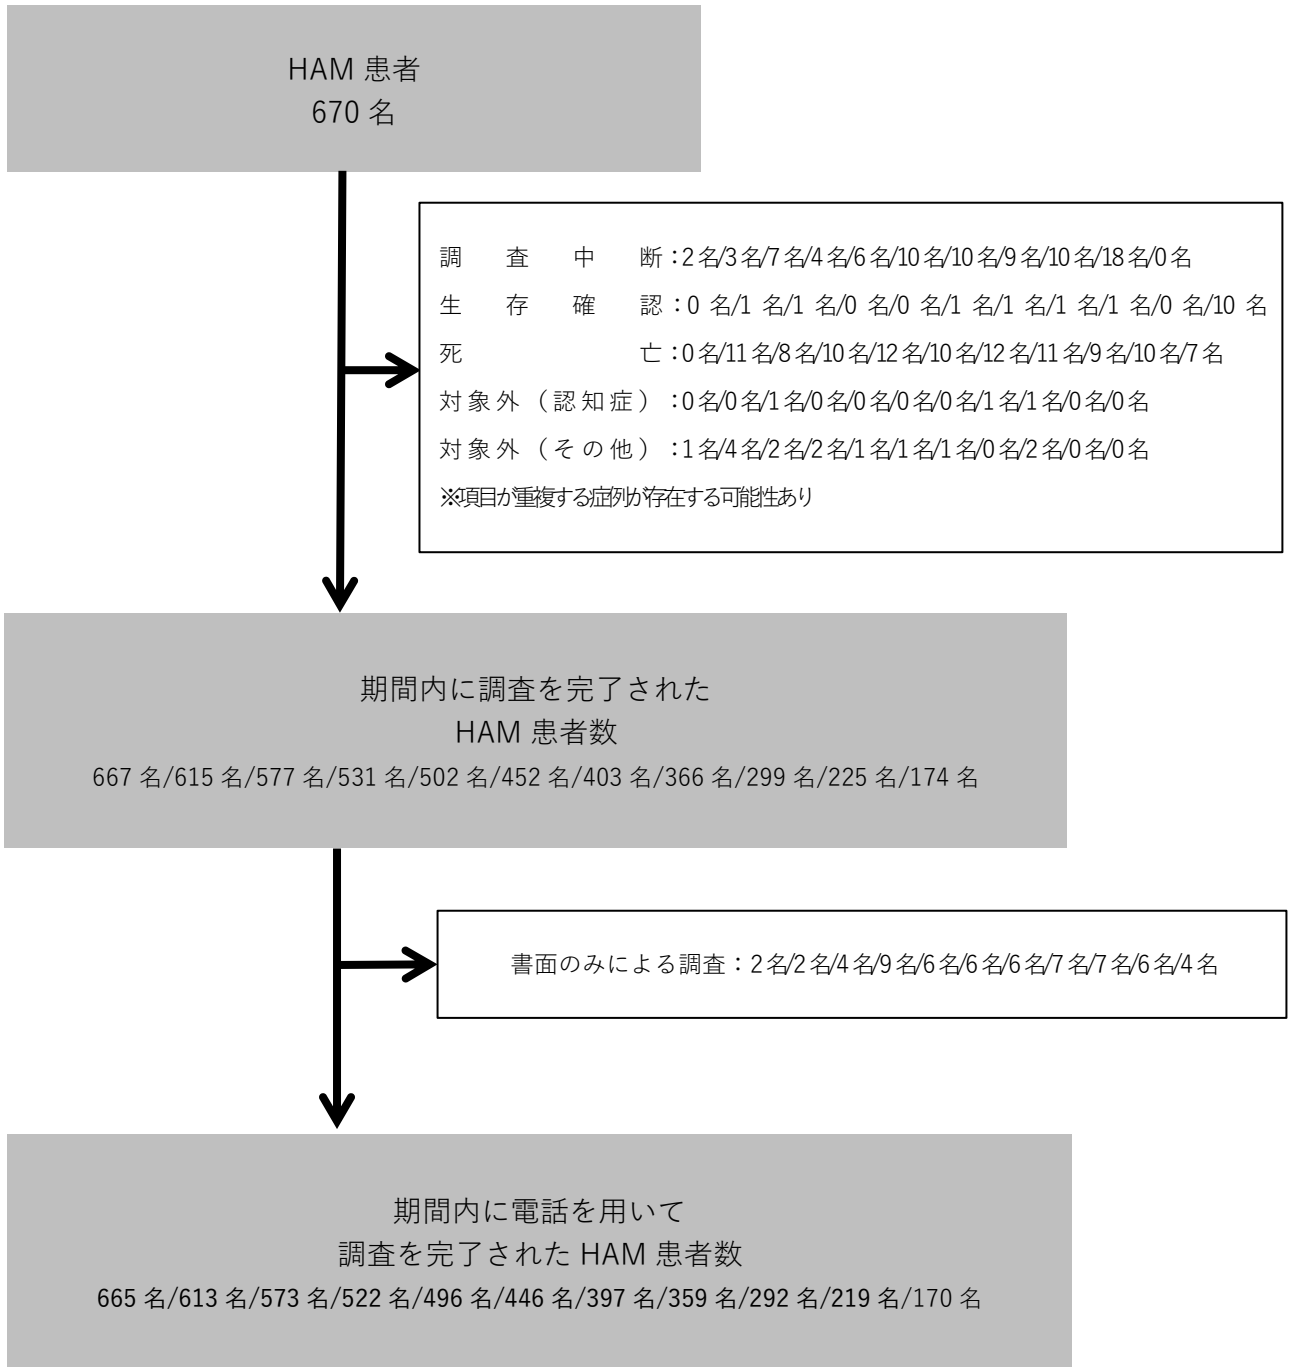 HAM 患者
670 名
調査中断：2名/3名/7名/4名/6名/10名/10名/9名/10名/18名/0名
生存確認：0 名/1 名/1 名/0 名/0 名/1 名/1 名/1 名/1 名/0 名/10 名
死亡：0名/11名/8名/10名/12名/10名/12名/11名/9名/10名/7名
対象外（認知症）：0名/0名/1名/0名/0名/0名/0名/1名/1名/0名/0名
対象外（その他）：1名/4名/2名/2名/1名/1名/1名/0名/2名/0名/0名
※項目が重複する症例が存在する可能性あり
期間内に調査を完了された
HAM 患者数
667 名/615 名/577 名/531 名/502 名/452 名/403 名/366 名/299 名/225 名/174 名
書面のみによる調査：2名/2名/4名/9名/6名/6名/6名/7名/7名/6名/4名
期間内に電話を用いて
調査を完了された HAM 患者数
665 名/613 名/573 名/522 名/496 名/446 名/397 名/359 名/292 名/219 名/170 名